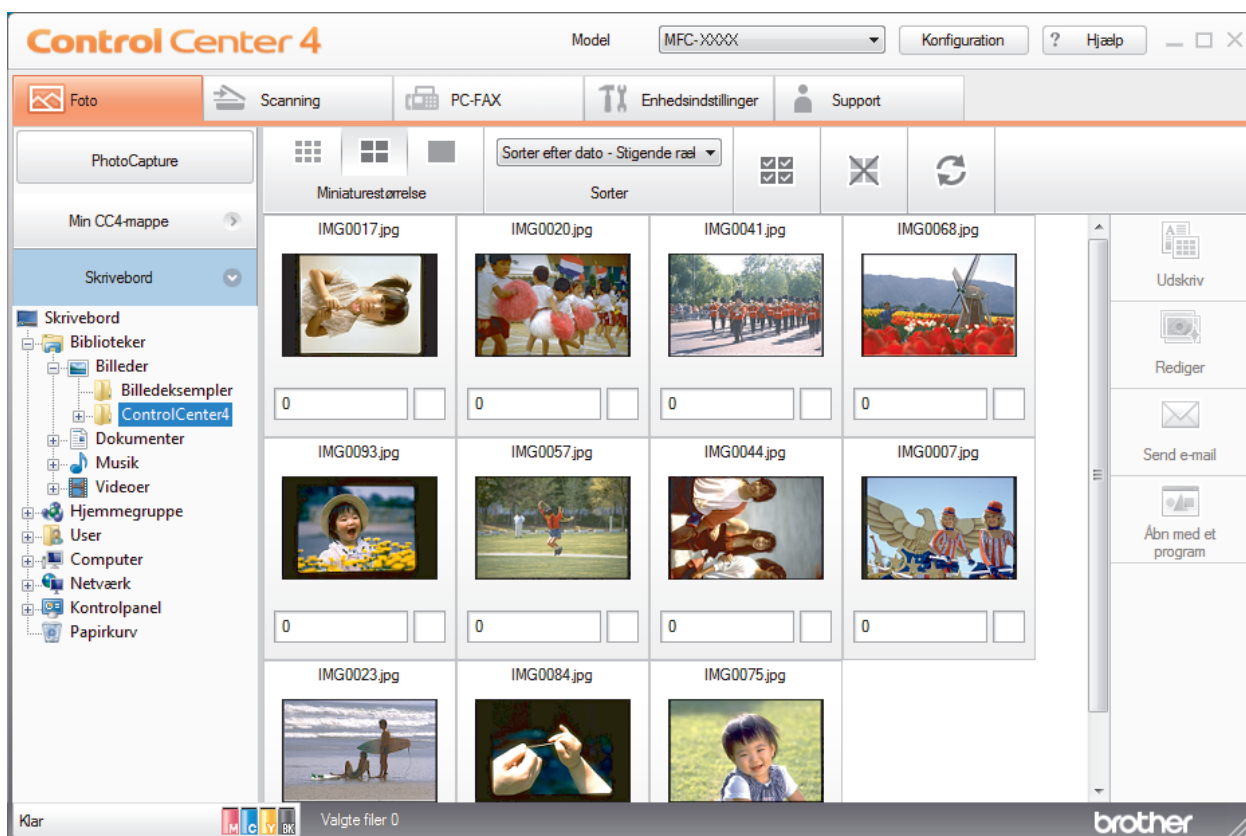 ControlCenter 4
Model
MFC-XXXX
Konfiguration
? Hjælp
Foto
Scanning
PC-FAX
Enhedsindstillinger
Support
PhotoCapture
Min CC4-mappe
Skrivebord
Miniaturestørrelse
Sorter efter dato - Stigende ræl
Sorter
Skrivebord
Biblioteker
Billeder
Billedeksempler
ControlCenter4
Dokumenter
Musik
Videoer
Hjemmegruppe
User
Computer
Netværk
Kontrolpanel
Papirkurv
IMG0017.jpg
IMG0020.jpg
IMG0041.jpg
IMG0068.jpg
0
0
0
0
IMG0093.jpg
IMG0057.jpg
IMG0044.jpg
IMG0007.jpg
0
0
0
0
IMG0023.jpg
IMG0084.jpg
IMG0075.jpg
Udskriv
Rediger
Send e-mail
Åbn med et
program
Klar
M C Y BK
Valgte filer 0
brother